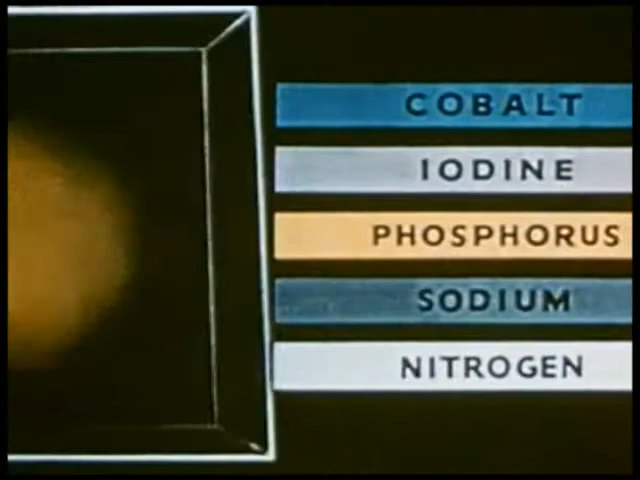 COBALT
IODINE
PHOSPHORUS
SODIUM
NITROGEN